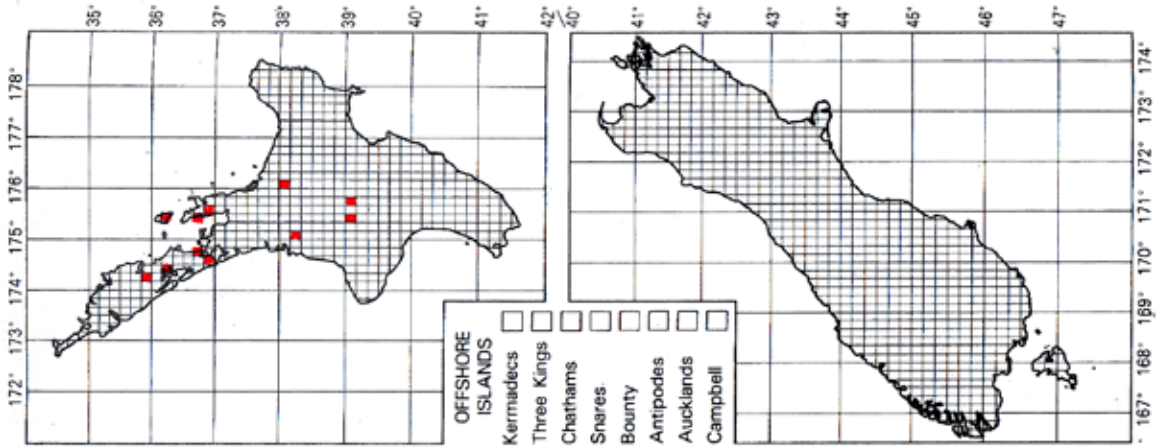 35° 36° 37° 38° 39° 40° 41° 42°
40° 41° 42° 43° 44° 45° 46° 47°
178°
177°
176°
175°
174°
173°
172°
174°
173°
172°
171°
170°
169°
168°
167°
OFFSHORE
ISLANDS
Kermadecs
Three Kings
Chathams
Snares
Bounty
Antipodes
Aucklands
Campbell